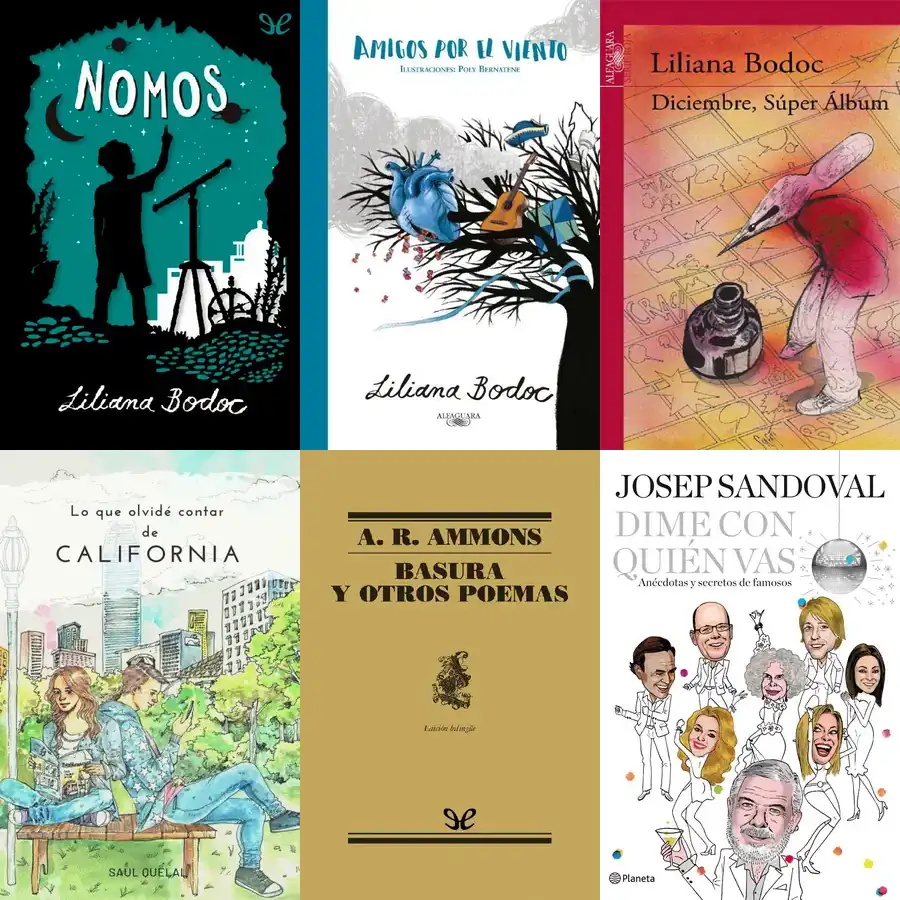 NOMOS
Liliana Bodoc
AMIGOS POR EL VIENTO
ILUSTRACIONES: POLY BERNATENE
Liliana Bodoc
ALFAGUARA
ALFAGUARA
Liliana Bodoc
Diciembre, Súper Álbum
Lo que olvidé contar
de
CALIFORNIA
SAÚL QUELAL
A. R. AMMONS
BASURA
Y OTROS POEMAS
Edición bilingüe
JOSEP SANDOVAL
DIME CON
QUIÉN VAS
Anécdotas y secretos de famosos
Planeta